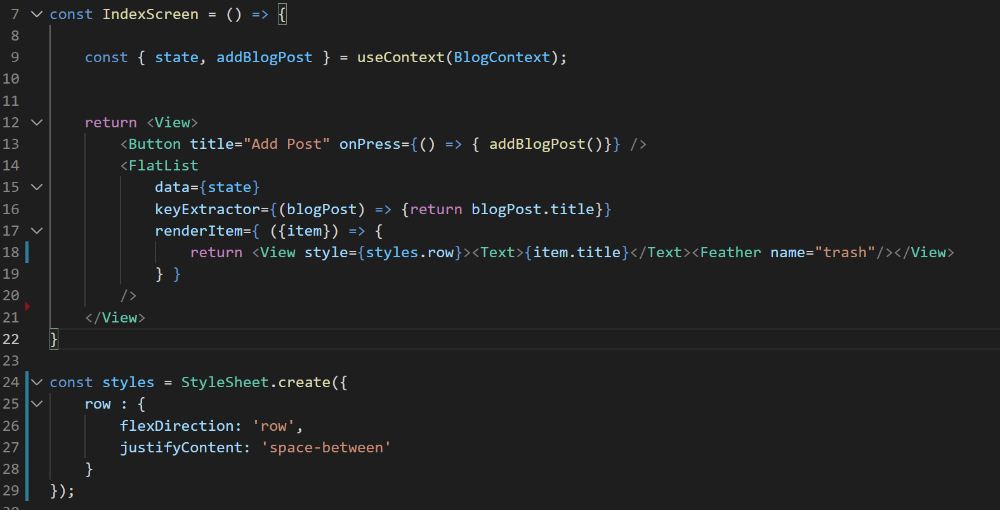 7 const IndexScreen = () => {
8
9 const { state, addBlogPost } = useContext(BlogContext);
10
11
12 return <View>
13 <Button title="Add Post" onPress={() => { addBlogPost()}} />
14 <FlatList
15 data={state}
16 keyExtractor={(blogPost) => {return blogPost.title}}
17 renderItem={ ({item}) => {
18 return <View style={styles.row}><Text>{item.title}</Text><Feather name="trash"/></View>
19 } }
20 />
21 </View>
22 }
23
24 const styles = StyleSheet.create({
25 row : {
26 flexDirection: 'row',
27 justifyContent: 'space-between'
28 }
29 });